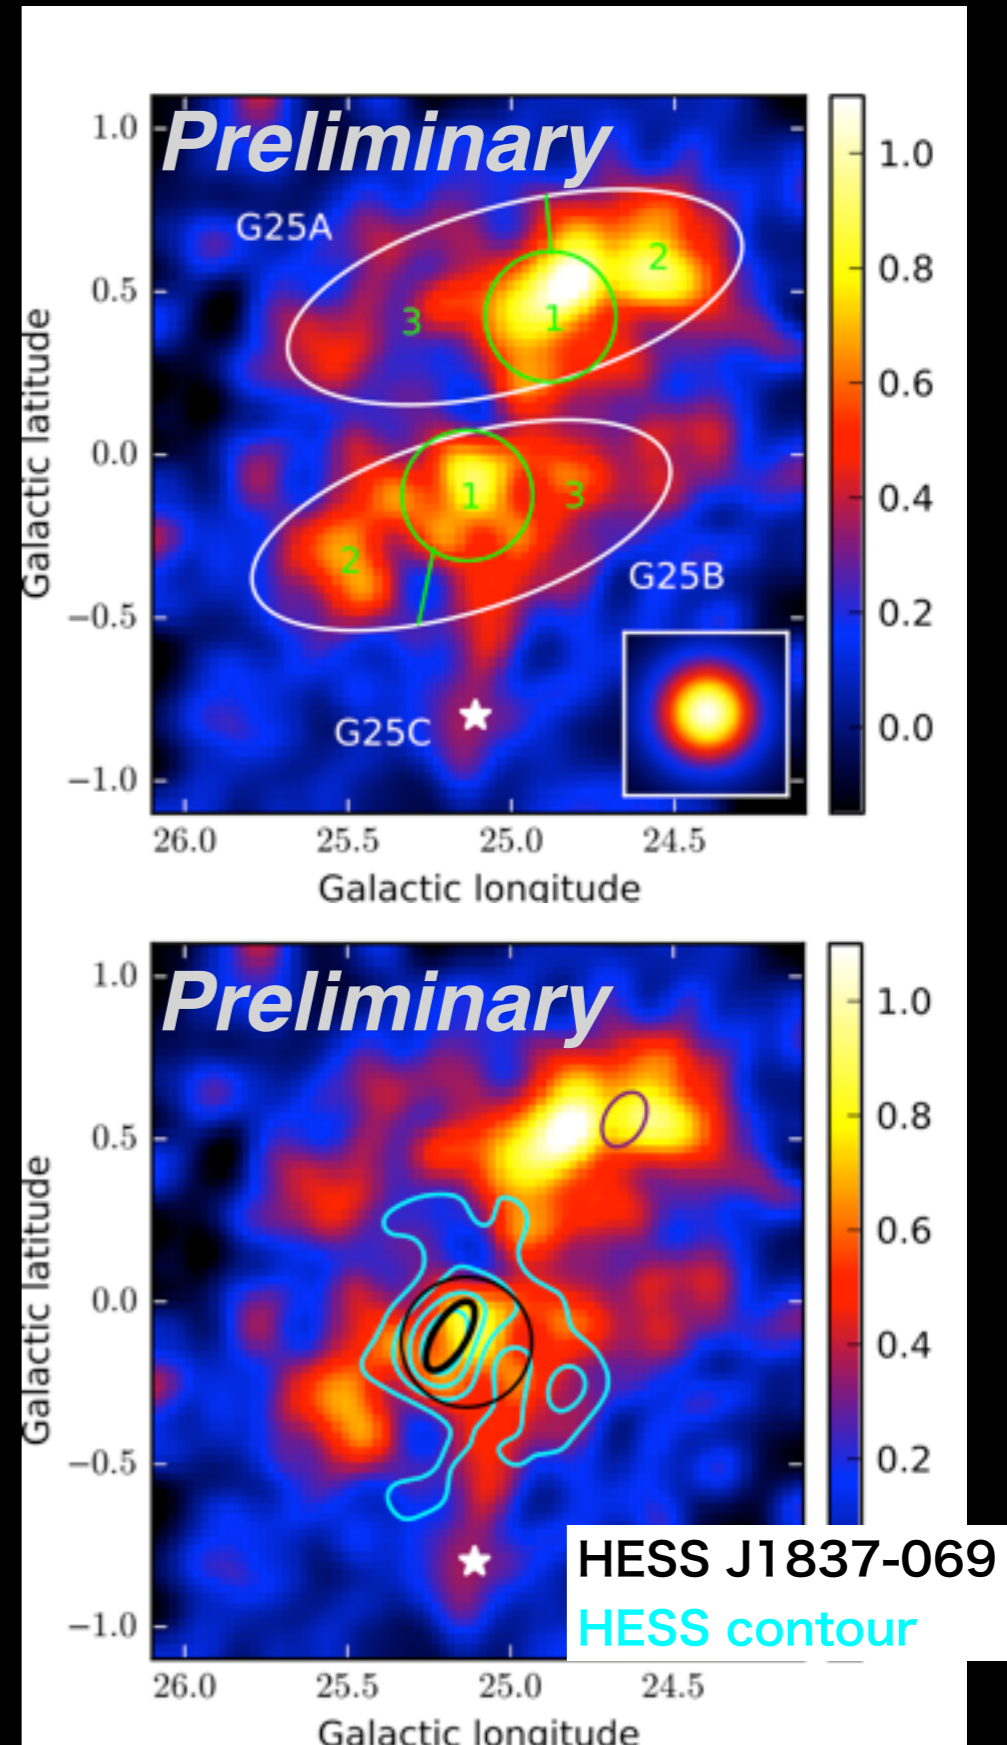 Preliminary
G25A
1
2
3
1
2
3
G25B
G25C
1.0
0.5
0.0
−0.5
−1.0
26.0 25.5 25.0 24.5
Galactic longitude
Galactic latitude
1.0
0.8
0.6
0.4
0.2
0.0
Preliminary
1.0
0.5
0.0
−0.5
−1.0
26.0 25.5 25.0 24.5
Galactic longitude
Galactic latitude
1.0
0.8
0.6
0.4
0.2
HESS J1837-069
HESS contour